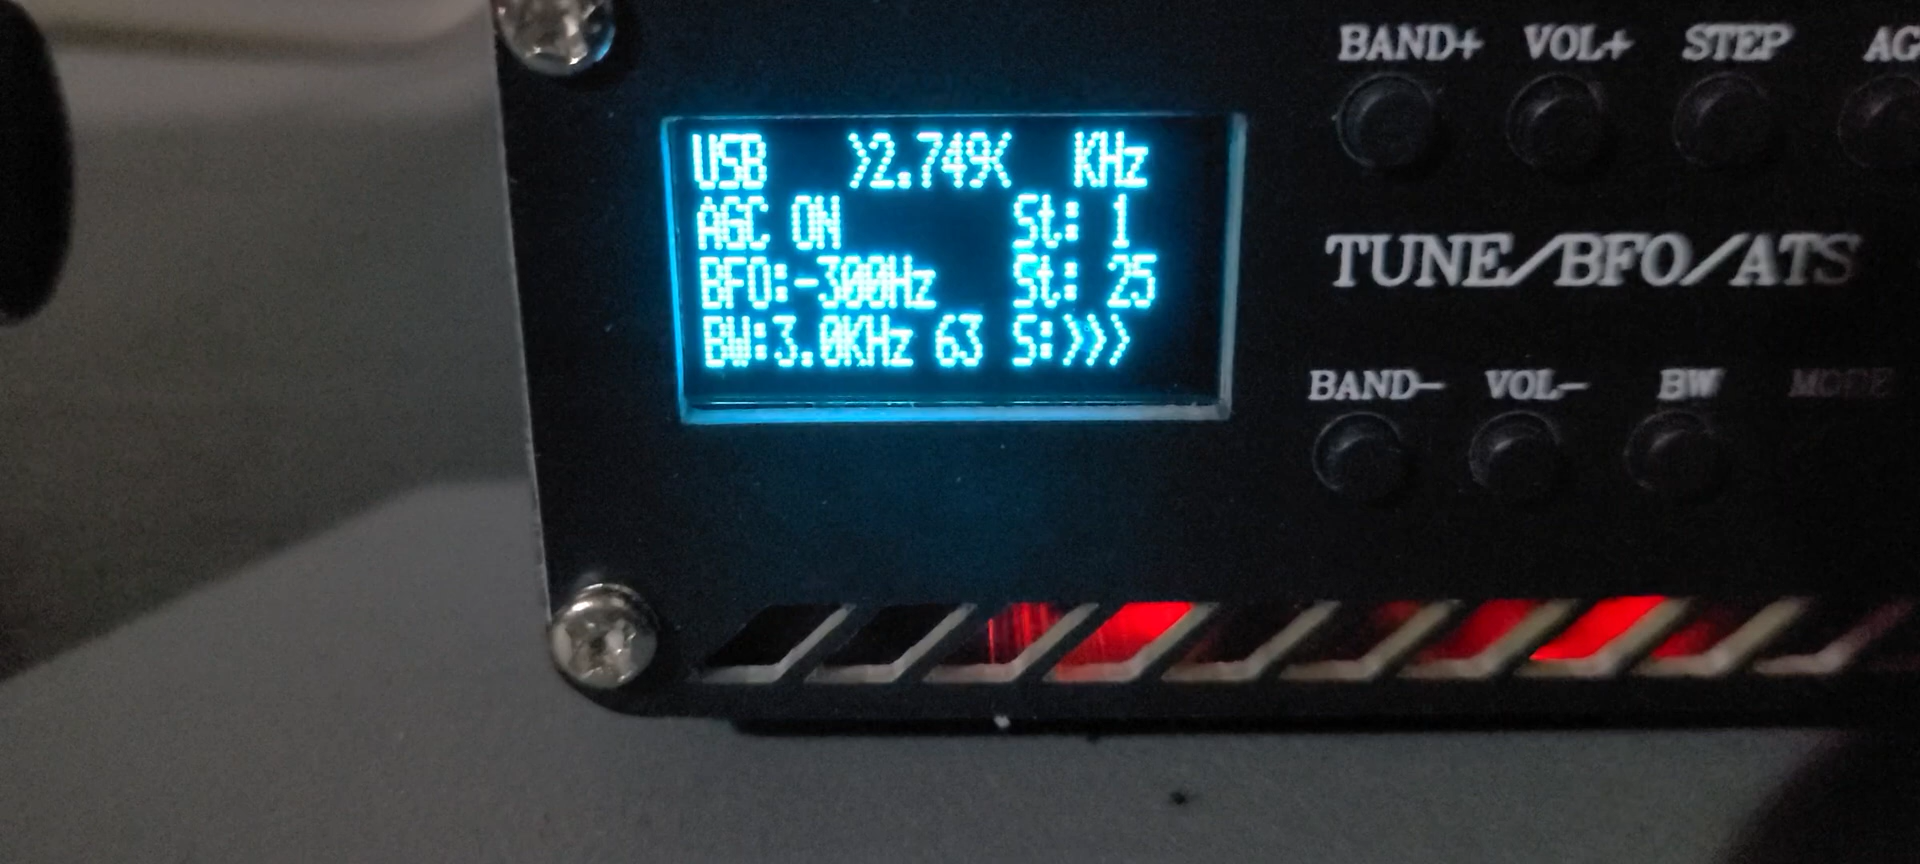 USB >2.749< KHz
AGC ON St: 1
BFO:-300Hz St: 25
BW:3.0KHz 63 S:>>>
BAND+ VOL+ STEP AG
TUNE/BFO/ATS
BAND- VOL- BW MODE